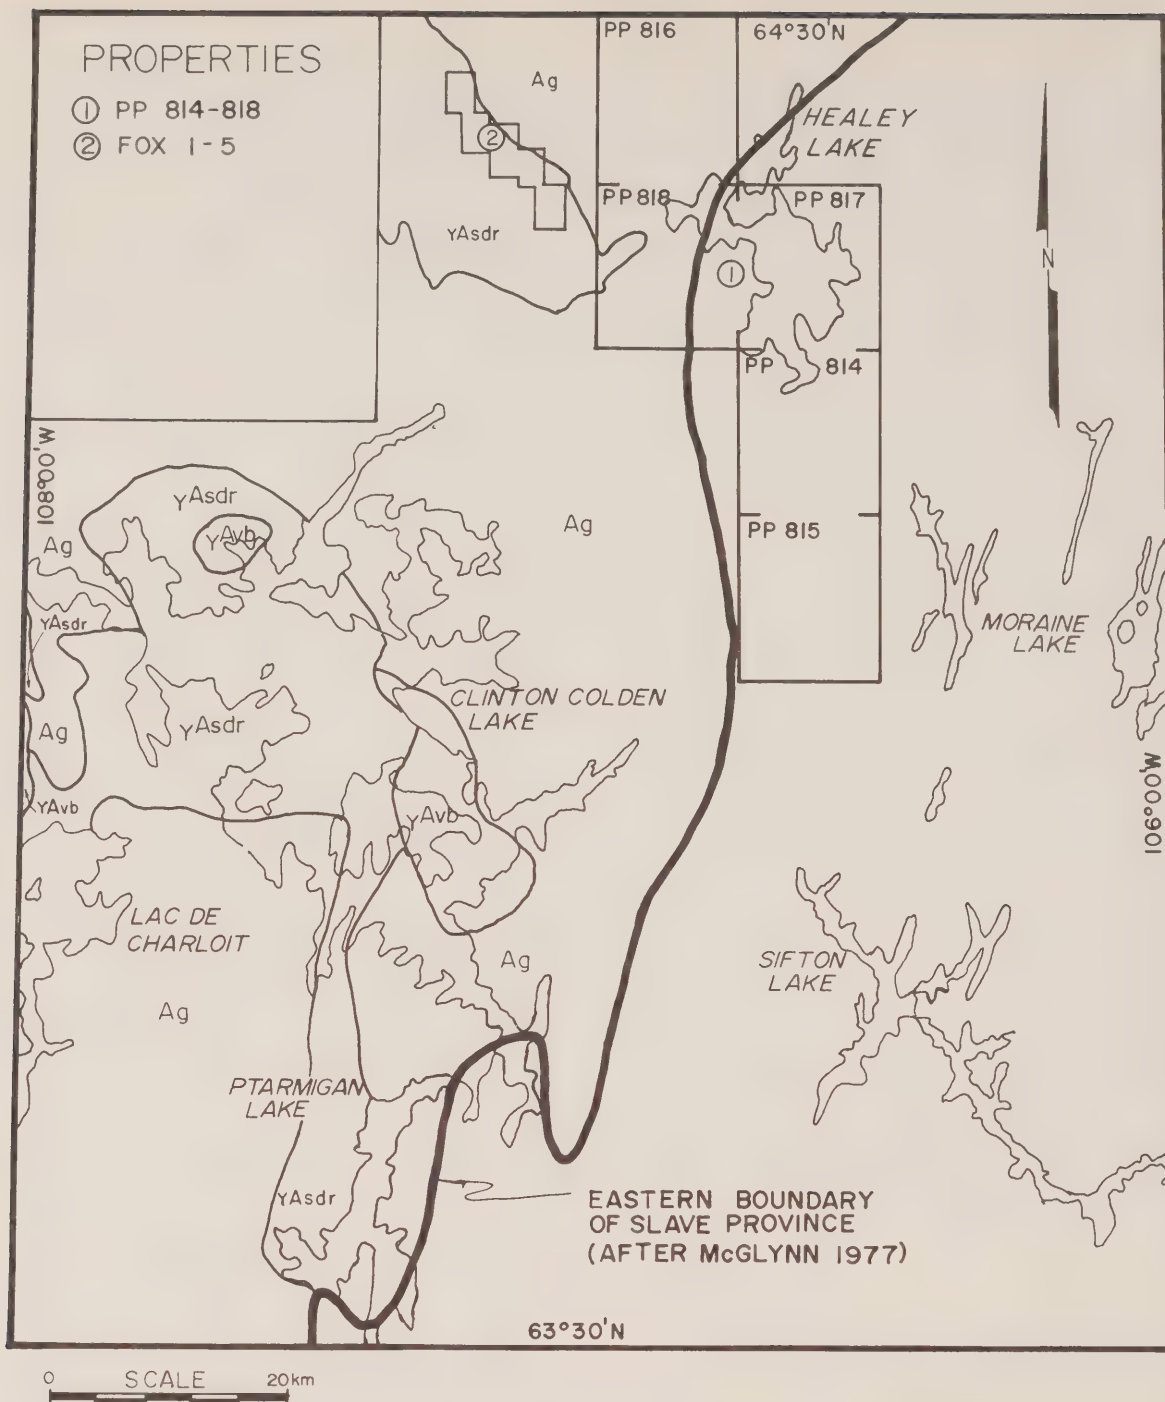 PROPERTIES
① PP 814-818
② FOX 1-5
PP 816
64°30'N
Ag
②
HEALEY
LAKE
PP 818
PP 817
YAsdr
①
N
PP 814
108°00'W
YAsdr
YAvb
Ag
Ag
PP 815
YAsdr
MORAINE
LAKE
CLINTON COLDEN
LAKE
YAsdr
Ag
YAvb
YAvb
106°00'W
LAC DE
CHARLOIT
SIFTON
LAKE
Ag
Ag
PTARMIGAN
LAKE
YAsdr
EASTERN BOUNDARY
OF SLAVE PROVINCE
(AFTER McGLYNN 1977)
63°30'N
0 SCALE 20km